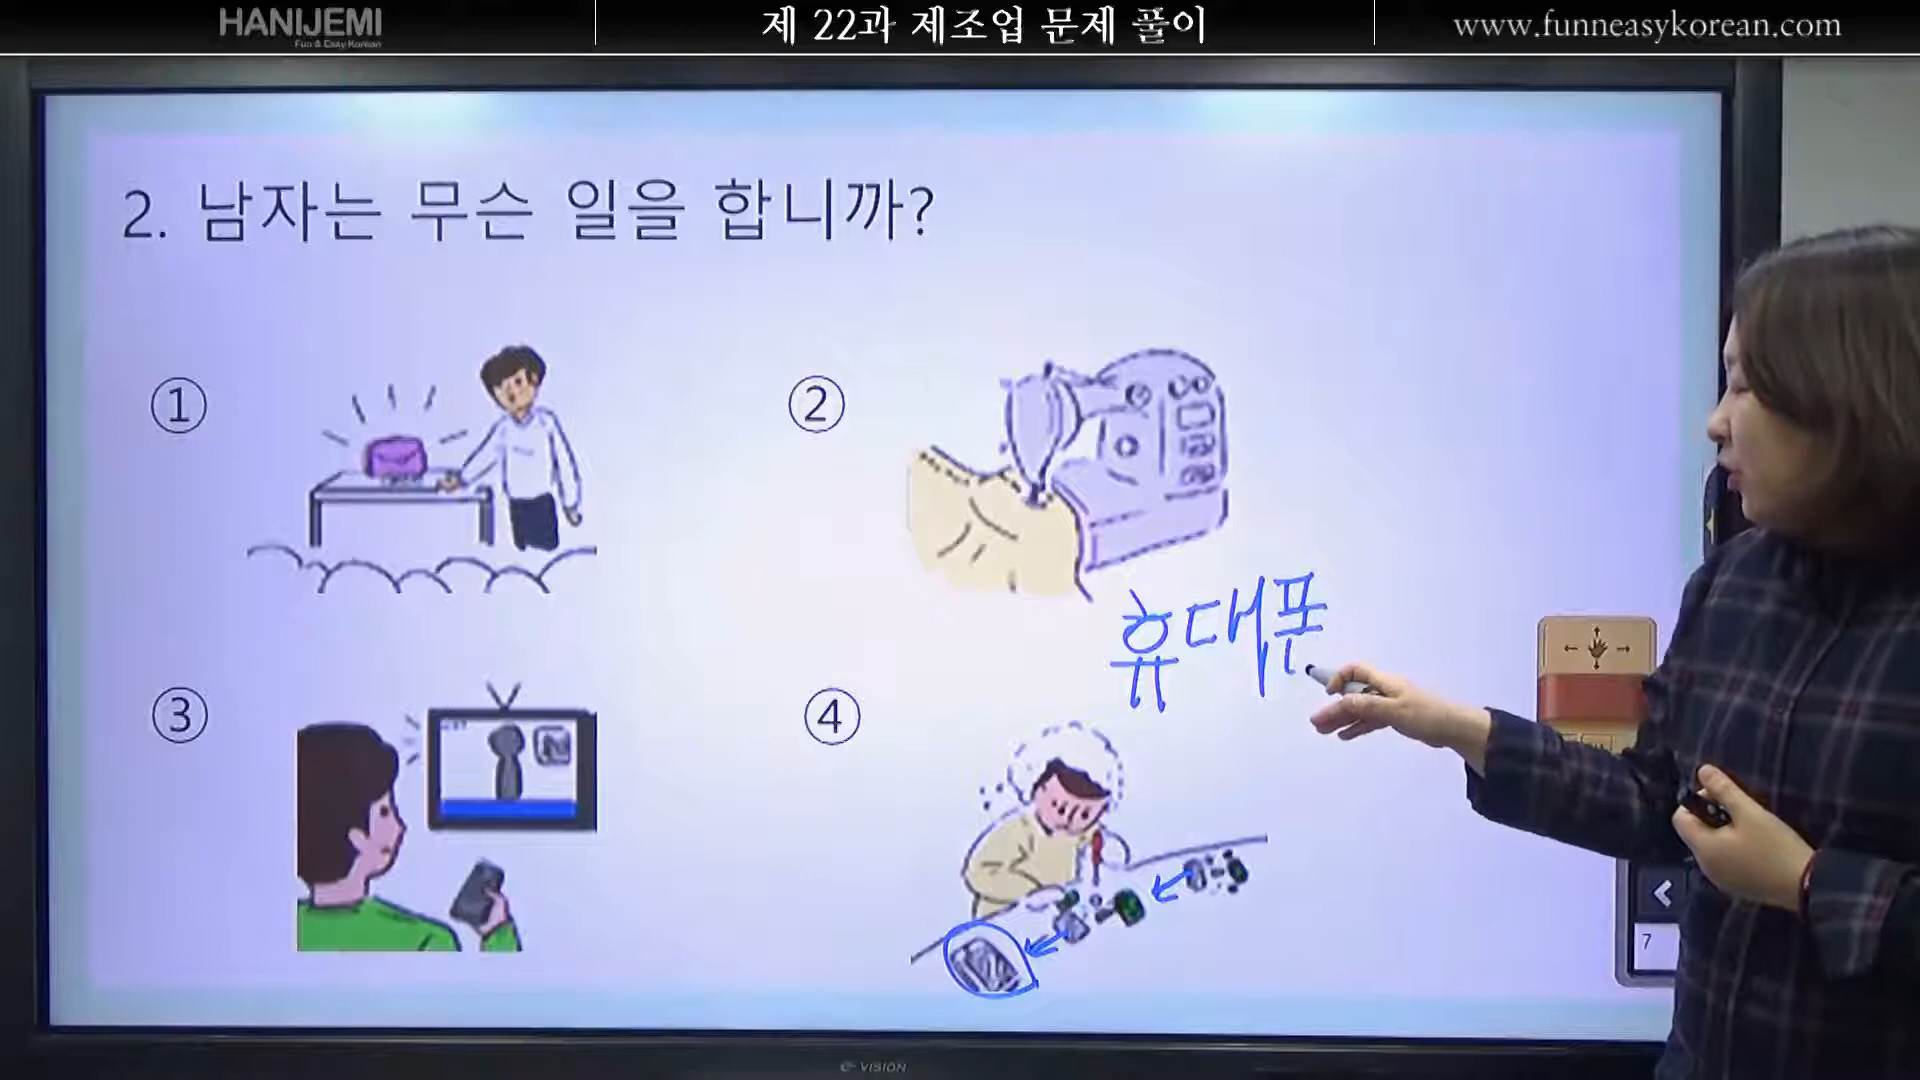 HANIJEMI
Fun & Easy Korean
제 22과 제조업 문제 풀이
www.funneasykorean.com
2. 남자는 무슨 일을 합니까?
①
②
휴대폰
③
④
7
VISION